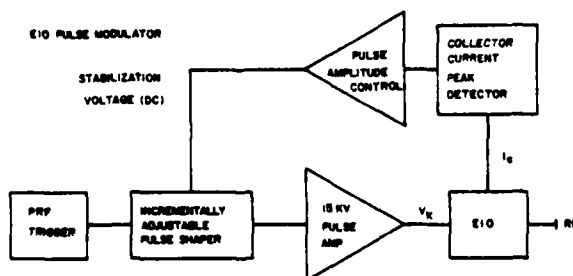 EIO PULSE MODULATOR
STABILIZATION
VOLTAGE (DC)
PULSE
AMPLITUDE
CONTROL
COLLECTOR
CURRENT
PEAK
DETECTOR
Ic
PRF
TRIGGER
INCREMENTALLY
ADJUSTABLE
PULSE SHAPER
15 KV
PULSE
AMP
VK
EIO
RF